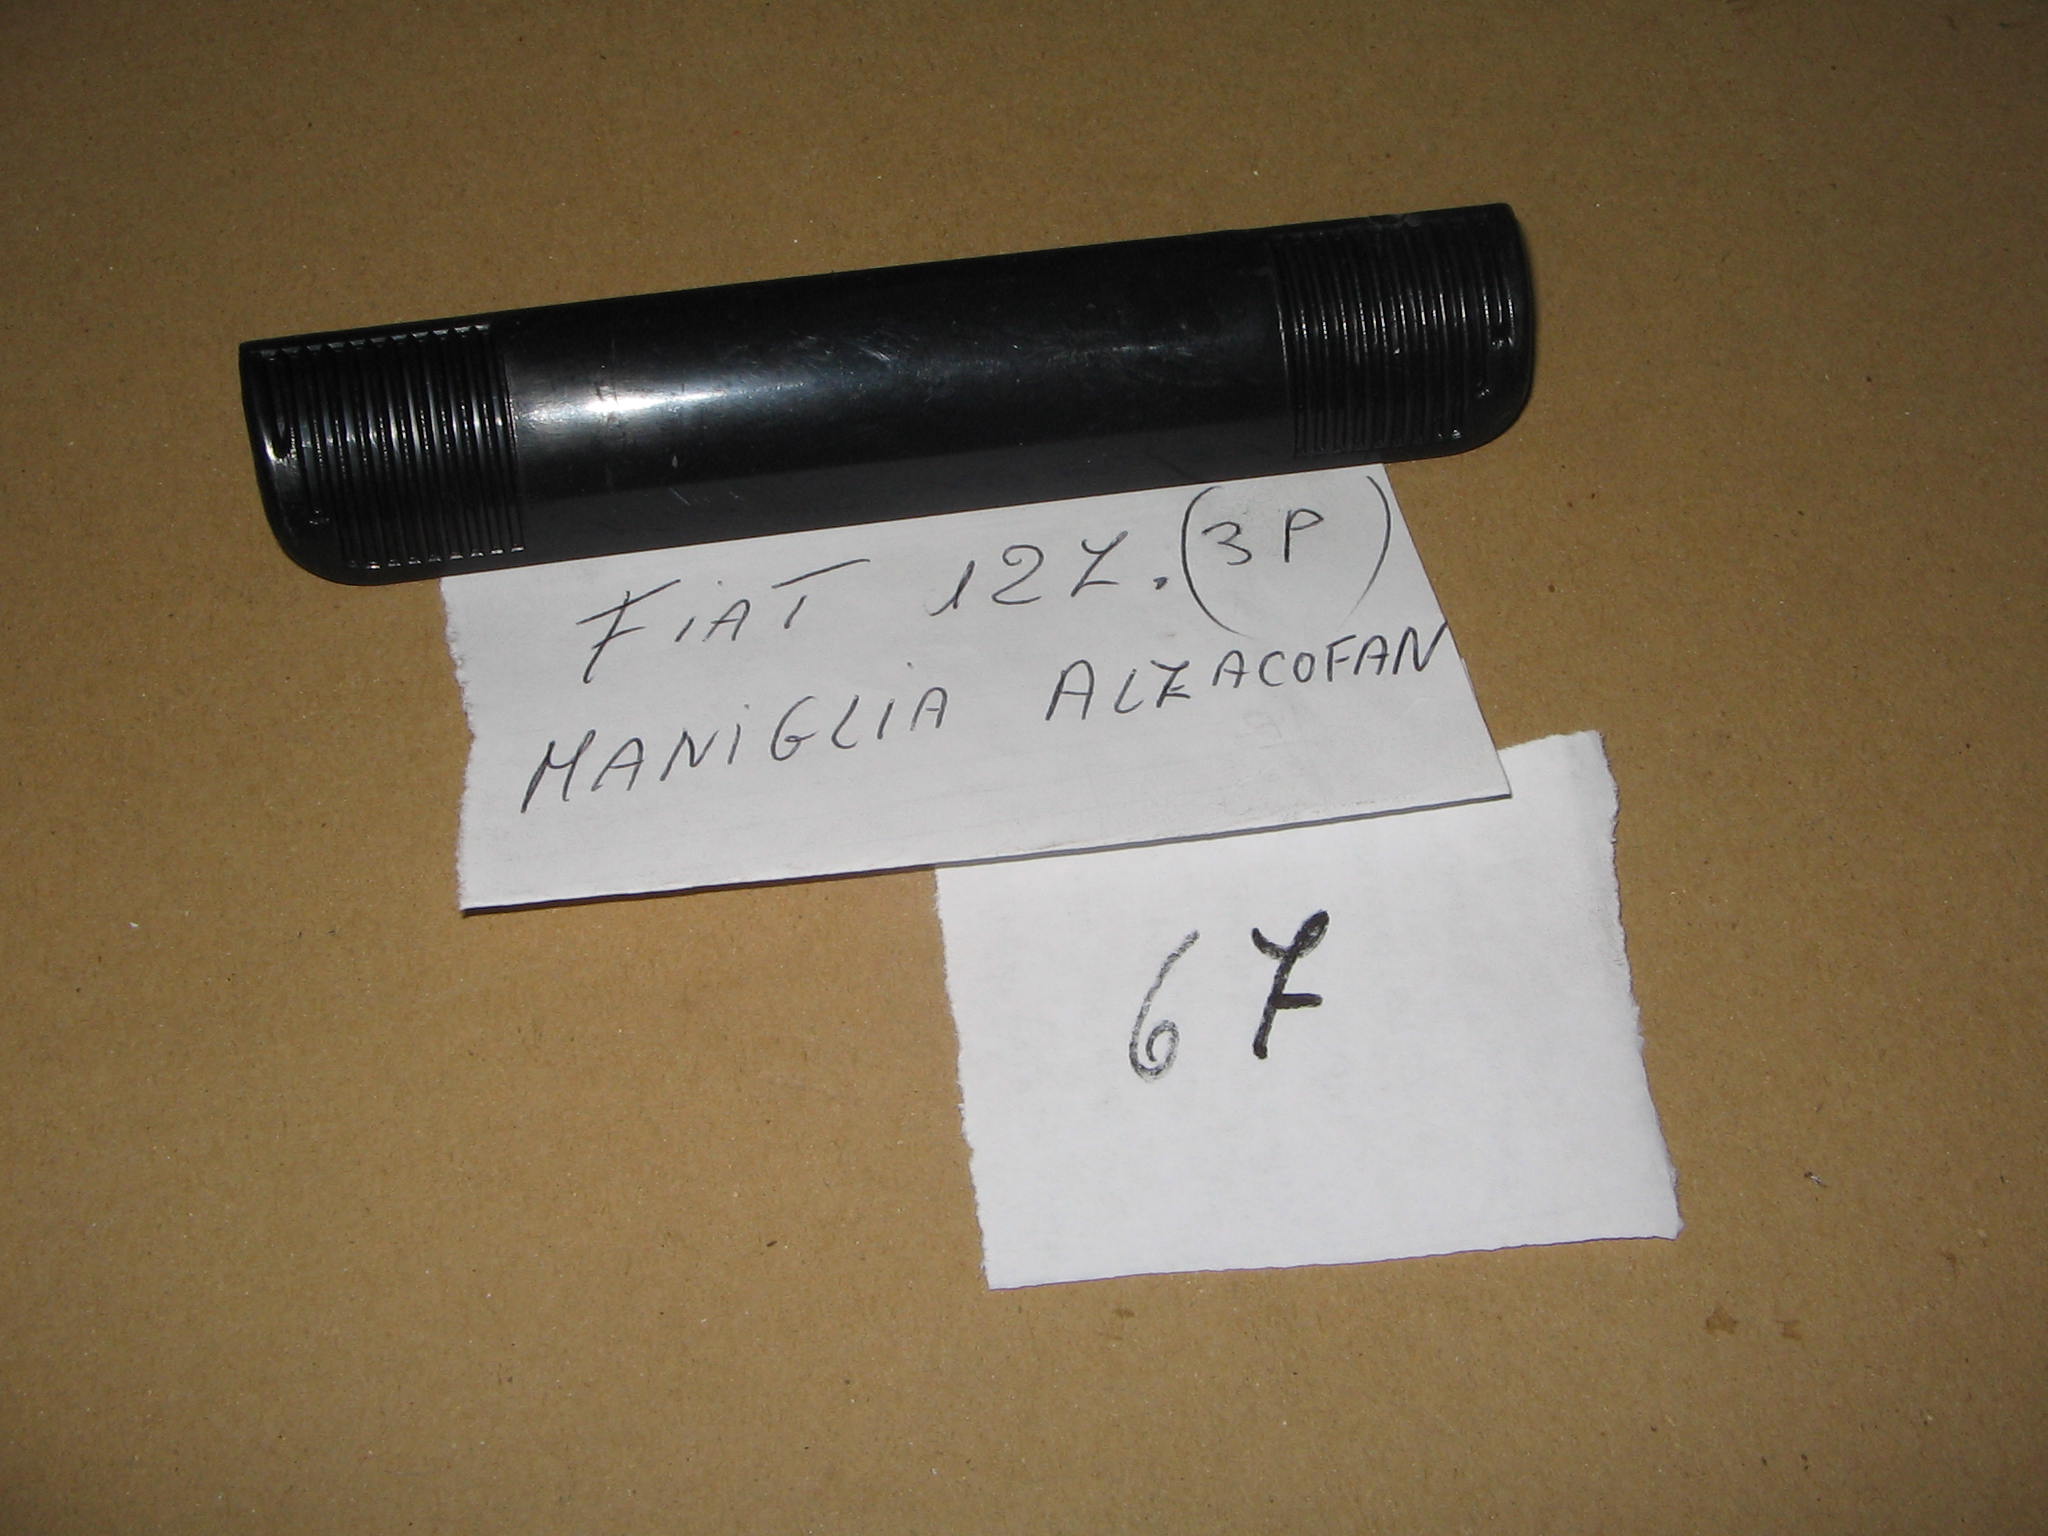 FIAT 127. (3P)
MANIGLIA ALZACOFAN
67